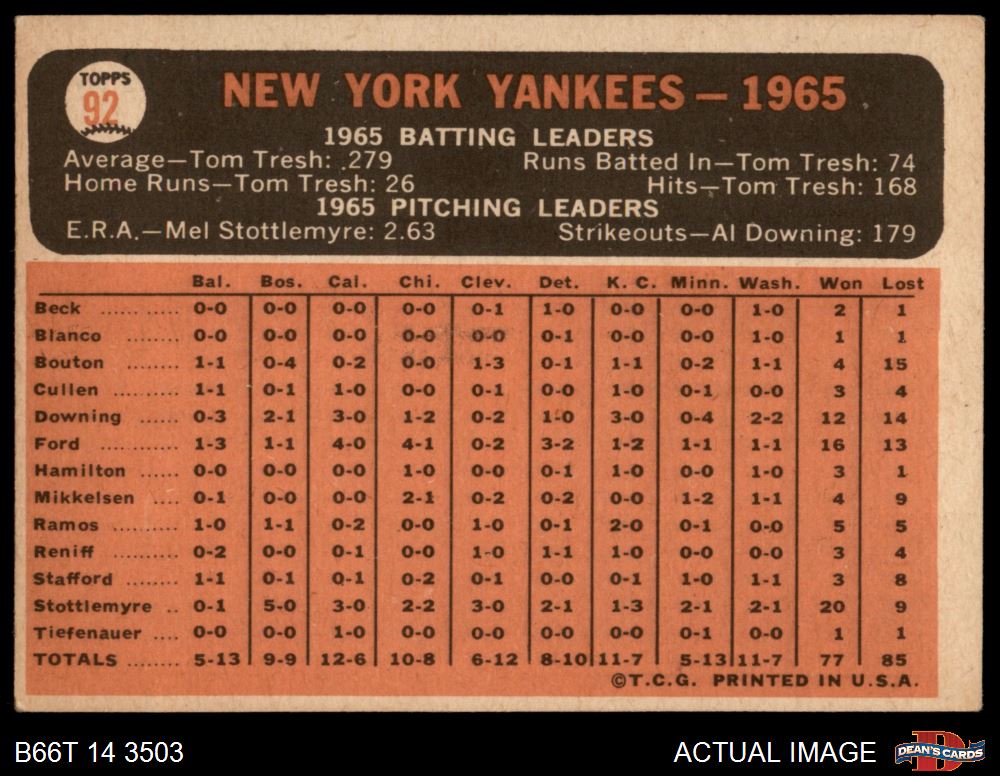 TOPPS
92
NEW YORK YANKEES — 1965
1965 BATTING LEADERS
Average—Tom Tresh: .279 Runs Batted In—Tom Tresh: 74
Home Runs—Tom Tresh: 26 Hits—Tom Tresh: 168
1965 PITCHING LEADERS
E.R.A.—Mel Stottlemyre: 2.63 Strikeouts—Al Downing: 179
Bal. Bos. Cal. Chi. Clev. Det. K. C. Minn. Wash. Won Lost
Beck ...... ..... 0-0 0-0 0-0 0-0 0-1 1-0 0-0 0-0 1-0 2 1
Blanco ........ 0-0 0-0 0-0 0-0 0-0 0-1 0-0 0-0 1-0 1 1
Bouton ........ 1-1 0-4 0-2 0-0 1-3 0-1 1-1 0-2 1-1 4 15
Cullen .......... 1-1 0-1 1-0 0-0 0-1 0-0 1-0 0-1 0-0 3 4
Downing ...... 0-3 2-1 3-0 1-2 0-2 1-0 3-0 0-4 2-2 12 14
Ford ...... 1-3 1-1 4-0 4-1 0-2 3-2 1-2 1-1 1-1 16 13
Hamilton ...... 0-0 0-0 0-0 1-0 0-0 0-1 1-0 0-0 1-0 3 1
Mikkelsen .... 0-1 0-0 0-0 2-1 0-2 0-2 0-0 1-2 1-1 4 9
Ramos .......... 1-0 1-1 0-2 0-0 1-0 0-1 2-0 0-1 0-0 5 5
Reniff .......... 0-2 0-0 0-1 0-0 1-0 1-1 1-0 0-0 0-0 3 4
Stafford ........ 1-1 0-1 0-1 0-2 0-1 0-0 0-1 1-0 1-1 3 8
Stottlemyre .. 0-1 5-0 3-0 2-2 3-0 2-1 1-3 2-1 2-1 20 9
Tiefenauer .... 0-0 0-0 1-0 0-0 0-0 0-0 0-0 0-1 0-0 1 1
TOTALS ........ 5-13 9-9 12-6 10-8 6-12 8-10 11-7 5-13 11-7 77 85
©T.C.G. PRINTED IN U.S.A.
B66T 14 3503 ACTUAL IMAGE DEAN'S CARDS